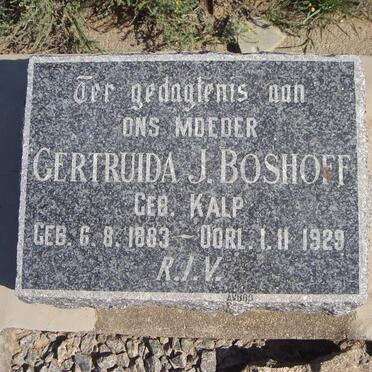 Ter gedagtenis aan
ONS MOEDER
GERTRUIDA J. BOSHOFF
GEB. KALP
GEB. 6. 8. 1883 - OORL. 1. 11 1929
R.I.V.